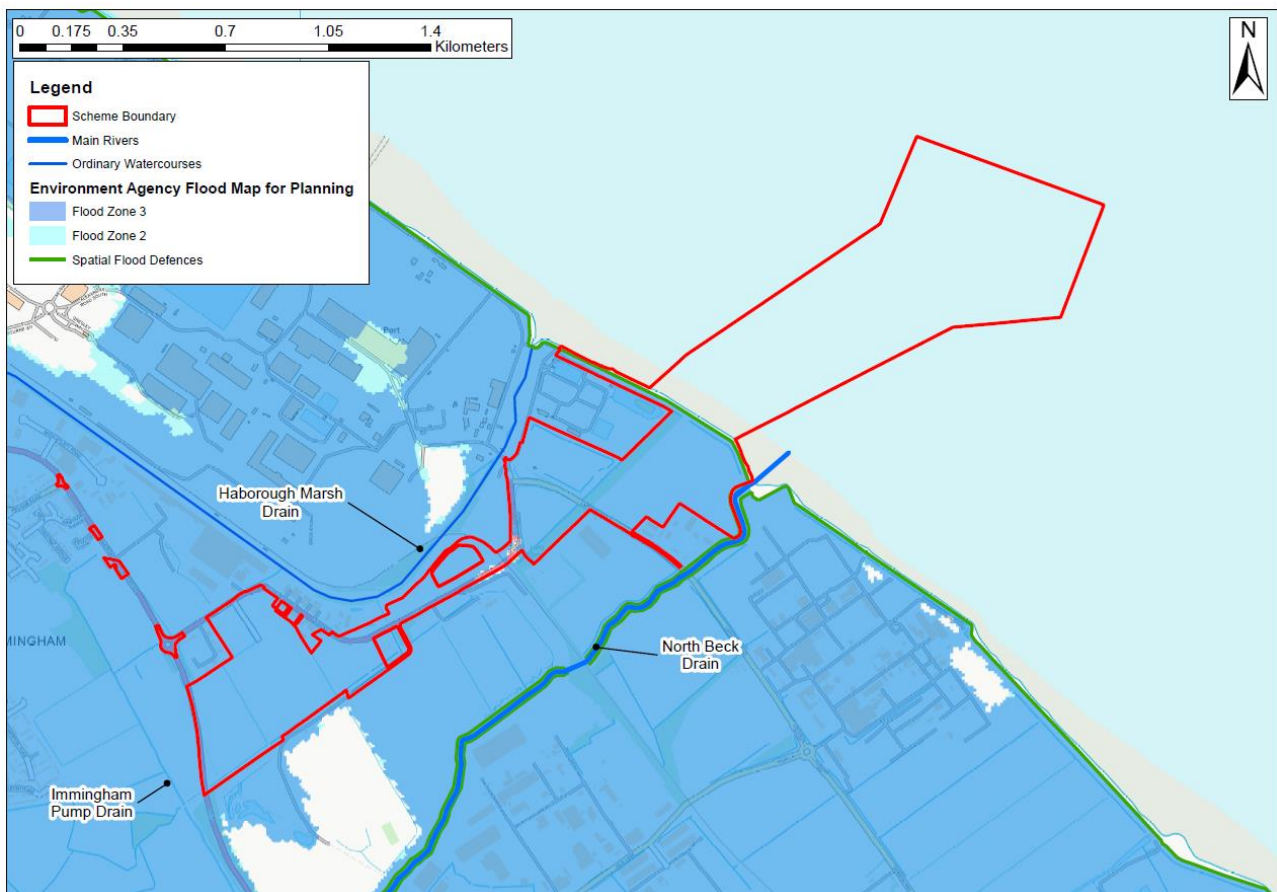 0 0.175 0.35 0.7 1.05 1.4
Kilometers
N
Legend
Scheme Boundary
Main Rivers
Ordinary Watercourses
Environment Agency Flood Map for Planning
Flood Zone 3
Flood Zone 2
Spatial Flood Defences
Port
Haborough Marsh
Drain
MINGHAM
North Beck
Drain
Immingham
Pump Drain